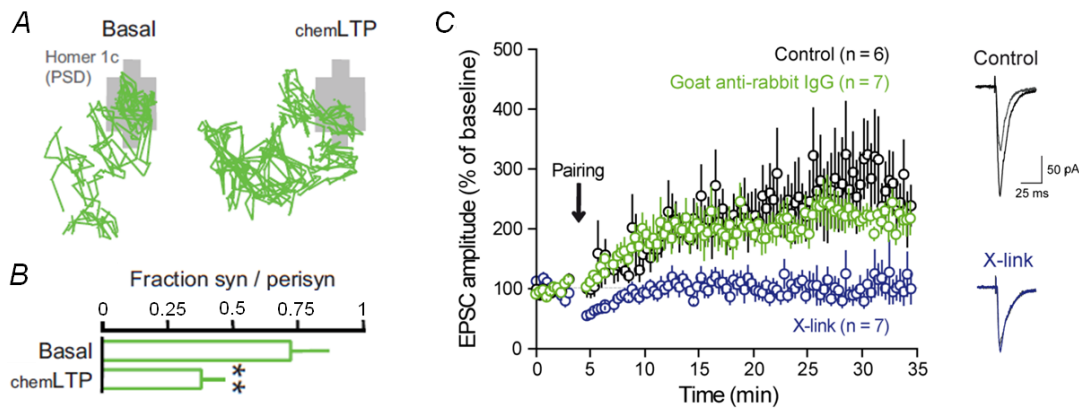 A
Basal
chemLTP
Homer 1c
(PSD)
B
Fraction syn / perisyn
0
0.25
0.5
0.75
1
Basal
chemLTP
**
C
EPSC amplitude (% of baseline)
500
400
300
200
100
0
Control (n = 6)
Goat anti-rabbit IgG (n = 7)
Pairing
X-link (n = 7)
0
5
10
15
20
25
30
35
Time (min)
Control
50 pA
25 ms
X-link